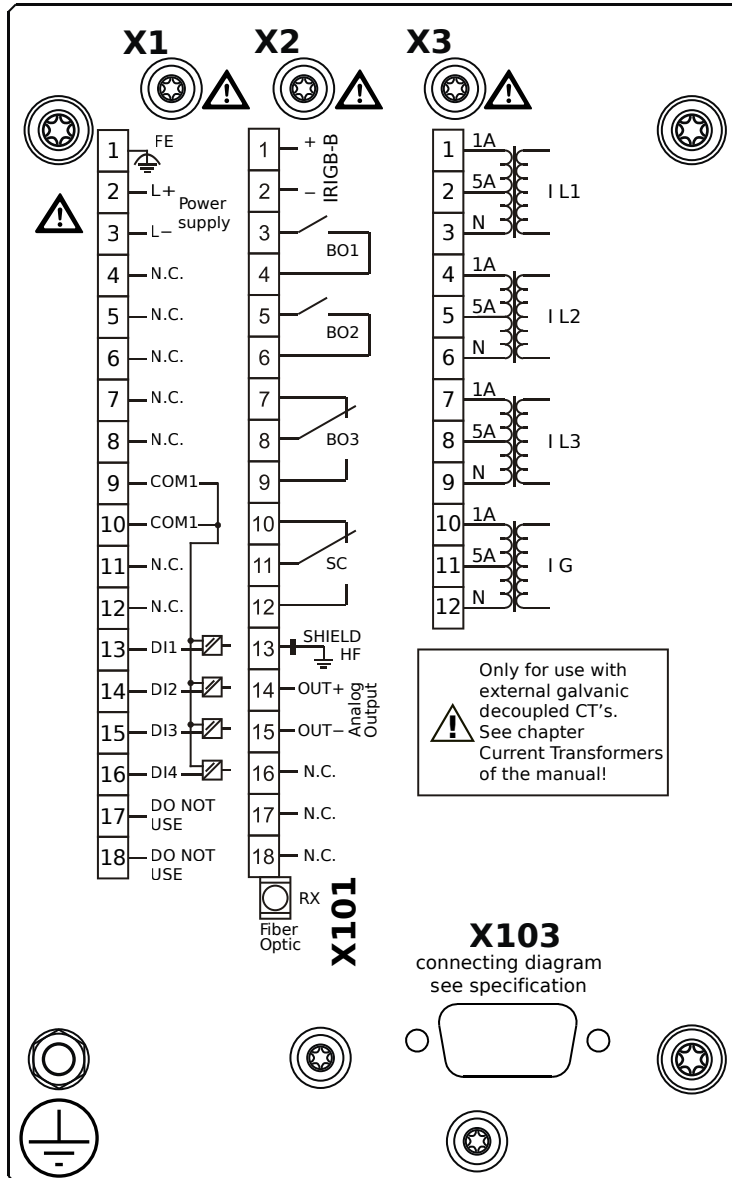 X1
X2
X3
1
FE
2
L+
Power
supply
3
L−
4
N.C.
5
N.C.
6
N.C.
7
N.C.
8
N.C.
9
COM1
10
COM1
11
N.C.
12
N.C.
13
DI1
14
DI2
15
DI3
16
DI4
17
DO NOT
USE
18
DO NOT
USE
1
+
IRIGB-B
2
−
3
BO1
4
5
BO2
6
7
8
BO3
9
10
11
SC
12
13
SHIELD
HF
14
OUT+
Analog
Output
15
OUT−
16
N.C.
17
N.C.
18
N.C.
RX
Fiber
Optic
X101
1
1A
2
5A
I L1
3
N
4
1A
5
5A
I L2
6
N
7
1A
8
5A
I L3
9
N
10
1A
11
5A
I G
12
N
Only for use with
external galvanic
decoupled CT's.
See chapter
Current Transformers
of the manual!
X103
connecting diagram
see specification